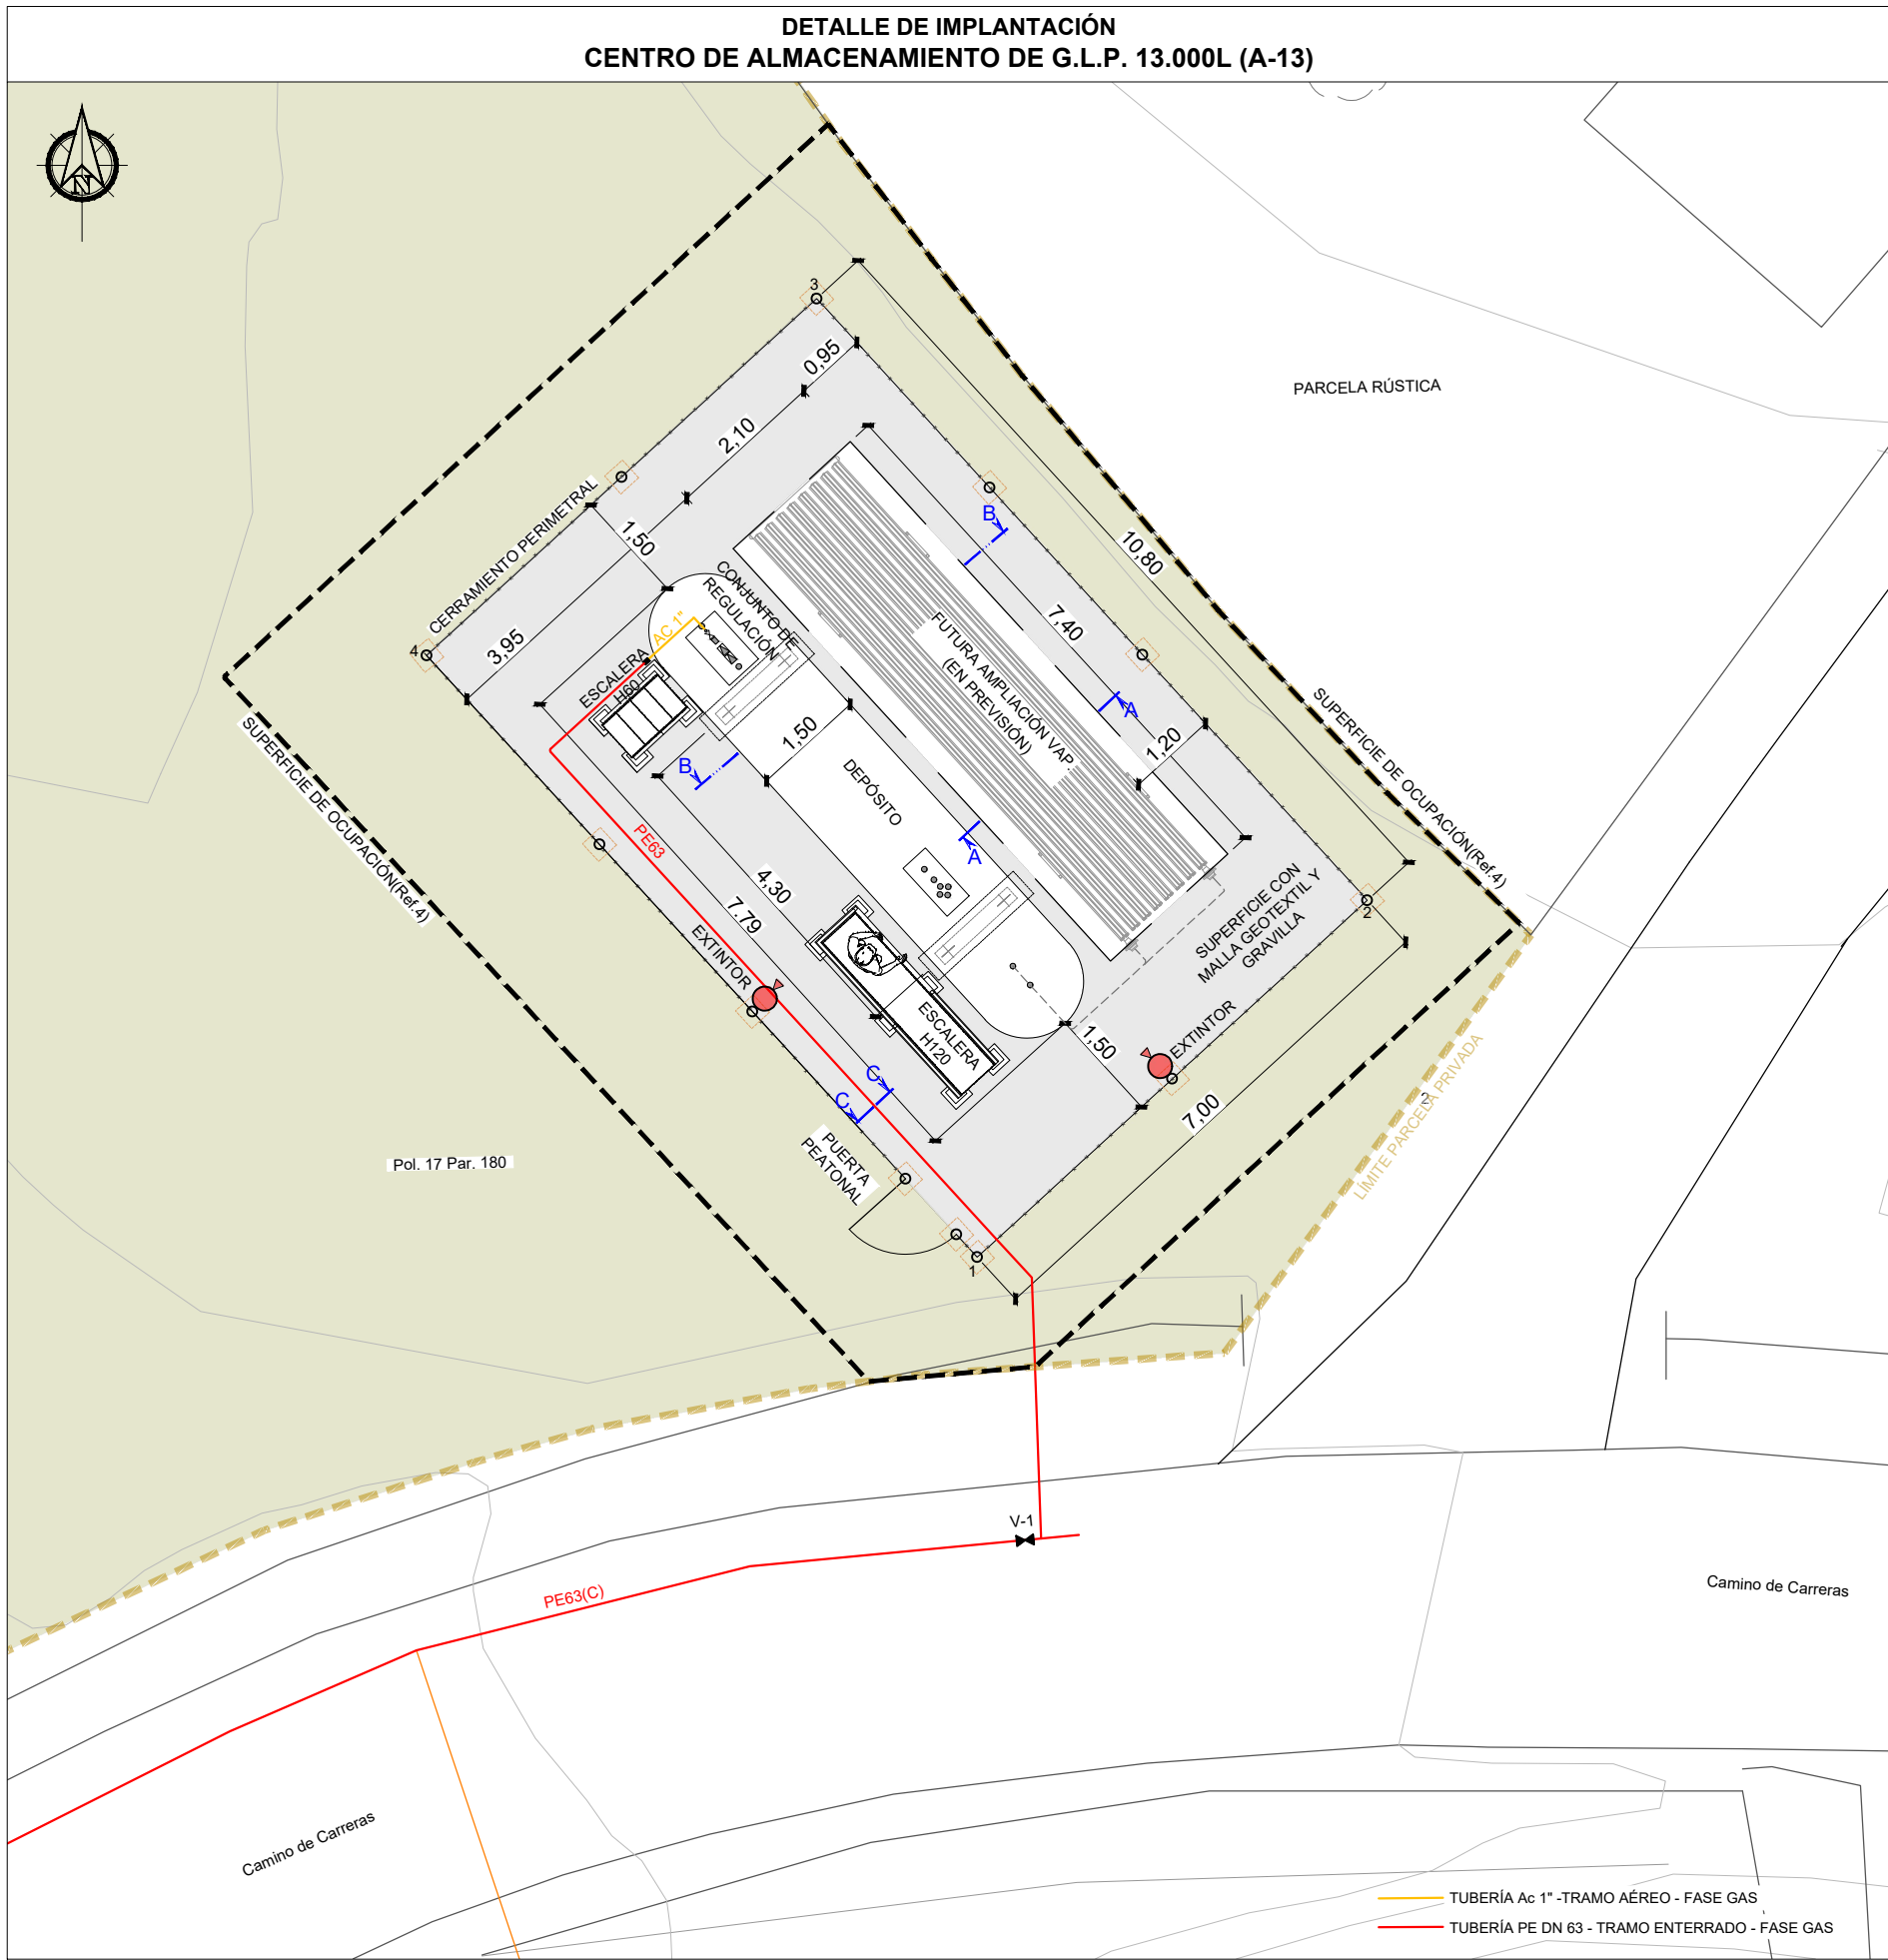 DETALLE DE IMPLANTACIÓN
CENTRO DE ALMACENAMIENTO DE G.L.P. 13.000L (A-13)
N
3
0,95
PARCELA RÚSTICA
2,10
CERRAMIENTO PERIMETRAL
1,50
B
10,80
CONJUNTO DE
REGULACIÓN
7,40
AC 1"
4
3,95
ESCALERA
H60
FUTURA AMPLIACIÓN VAP.
(EN PREVISIÓN)
A
1,20
1,50
SUPERFICIE DE OCUPACIÓN(Ref.4)
SUPERFICIE DE OCUPACIÓN(Ref.4)
B
DEPÓSITO
PE63
A
4,30
7.79
2
SUPERFICIE CON
MALLA GEOTEXTIL Y
GRAVILLA
EXTINTOR
ESCALERA
H120
1,50
EXTINTOR
C
C
7,00
2
LÍMITE PARCELA PRIVADA
PUERTA
PEATONAL
Pol. 17 Par. 180
1
V-1
PE63(C)
Camino de Carreras
Camino de Carreras
TUBERÍA Ac 1" -TRAMO AÉREO - FASE GAS
TUBERÍA PE DN 63 - TRAMO ENTERRADO - FASE GAS